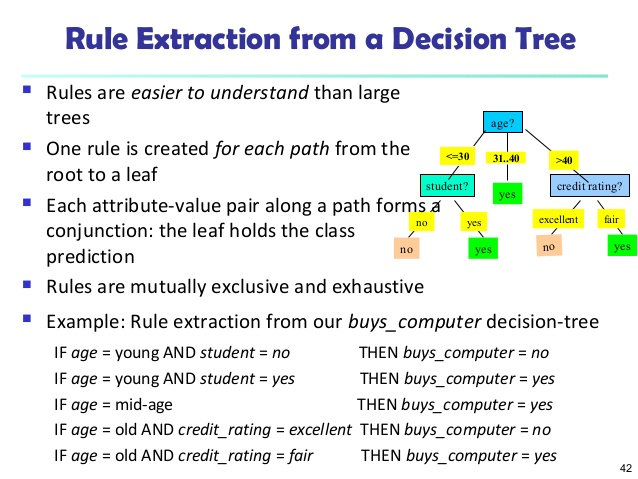 Rule Extraction from a Decision Tree
Rules are easier to understand than large
trees
One rule is created for each path from the
root to a leaf
Each attribute-value pair along a path forms a
conjunction: the leaf holds the class
prediction
Rules are mutually exclusive and exhaustive
Example: Rule extraction from our buys_computer decision-tree
age?
<=30 31..40 >40
student? yes credit rating?
no yes excellent fair
no yes no yes
IF age = young AND student = no THEN buys_computer = no
IF age = young AND student = yes THEN buys_computer = yes
IF age = mid-age THEN buys_computer = yes
IF age = old AND credit_rating = excellent THEN buys_computer = no
IF age = old AND credit_rating = fair THEN buys_computer = yes
42